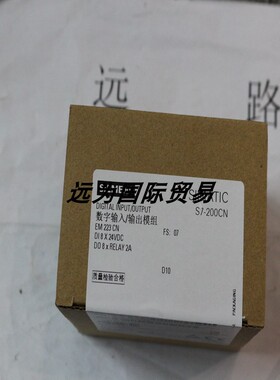 远 路
远秀国际贸易
SIMATIC
S7-200CN
DIGITAL INPUT/OUTPUT
数字输入/输出模组
EM 223 CN
FS: 07
DI 8 X 24VDC
DO 8 x RELAY 2A
D10
质量检验合格
PACKAGING